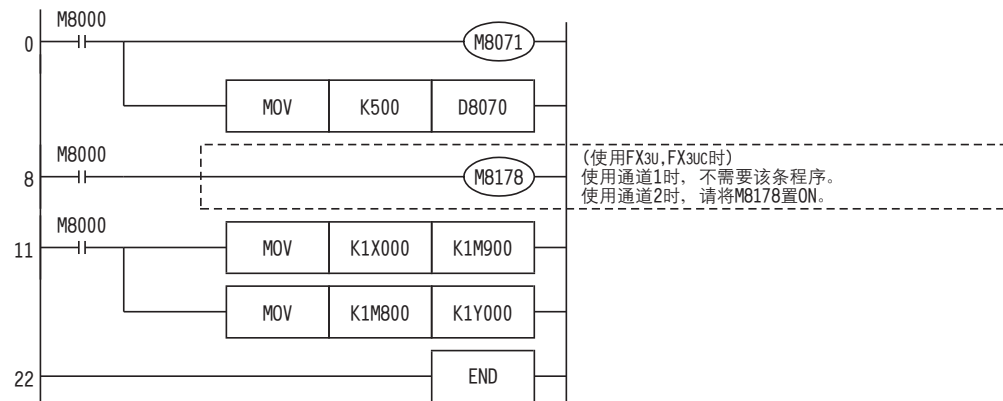 M8000
0
M8071
MOV K500 D8070
M8000
8
M8178
(使用FX3U,FX3UC时)
使用通道1时, 不需要该条程序。
使用通道2时, 请将M8178置ON。
M8000
11
MOV K1X000 K1M900
MOV K1M800 K1Y000
22
END